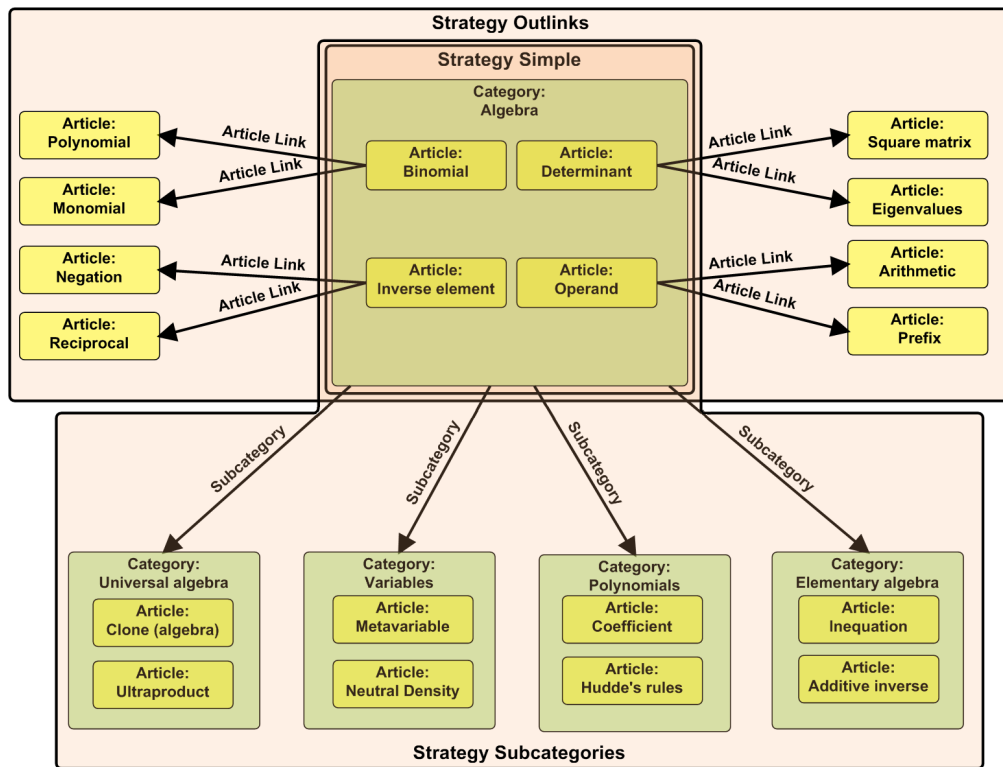 Strategy Outlinks
Strategy Simple
Category:
Algebra
Article:
Polynomial
Article Link
Article:
Binomial
Article:
Determinant
Article Link
Article:
Square matrix
Article:
Monomial
Article Link
Article Link
Article:
Eigenvalues
Article:
Negation
Article Link
Article:
Inverse element
Article:
Operand
Article Link
Article:
Arithmetic
Article:
Reciprocal
Article Link
Article Link
Article:
Prefix
Subcategory
Subcategory
Subcategory
Subcategory
Category:
Universal algebra
Article:
Clone (algebra)
Article:
Ultraproduct
Category:
Variables
Article:
Metavariable
Article:
Neutral Density
Category:
Polynomials
Article:
Coefficient
Article:
Hudde's rules
Category:
Elementary algebra
Article:
Inequation
Article:
Additive inverse
Strategy Subcategories